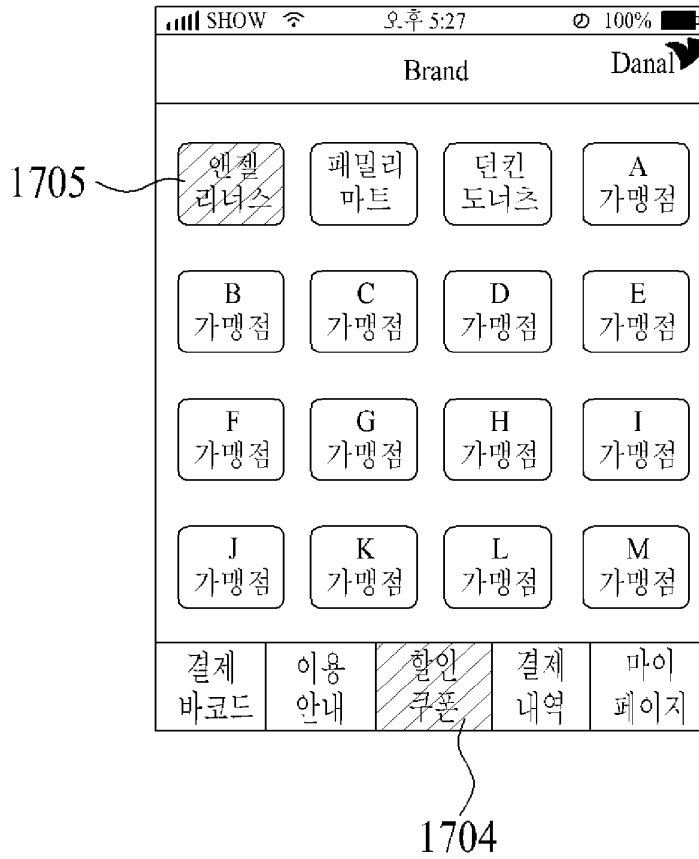 SHOW 오후 5:27 100%
Brand Danal
1705
앤젤 패밀리 던킨 A
리너스 마트 도너츠 가맹점
B C D E
가맹점 가맹점 가맹점 가맹점
F G H I
가맹점 가맹점 가맹점 가맹점
J K L M
가맹점 가맹점 가맹점 가맹점
결제 이용 할인 결제 마이
바코드 안내 쿠폰 내역 페이지
1704